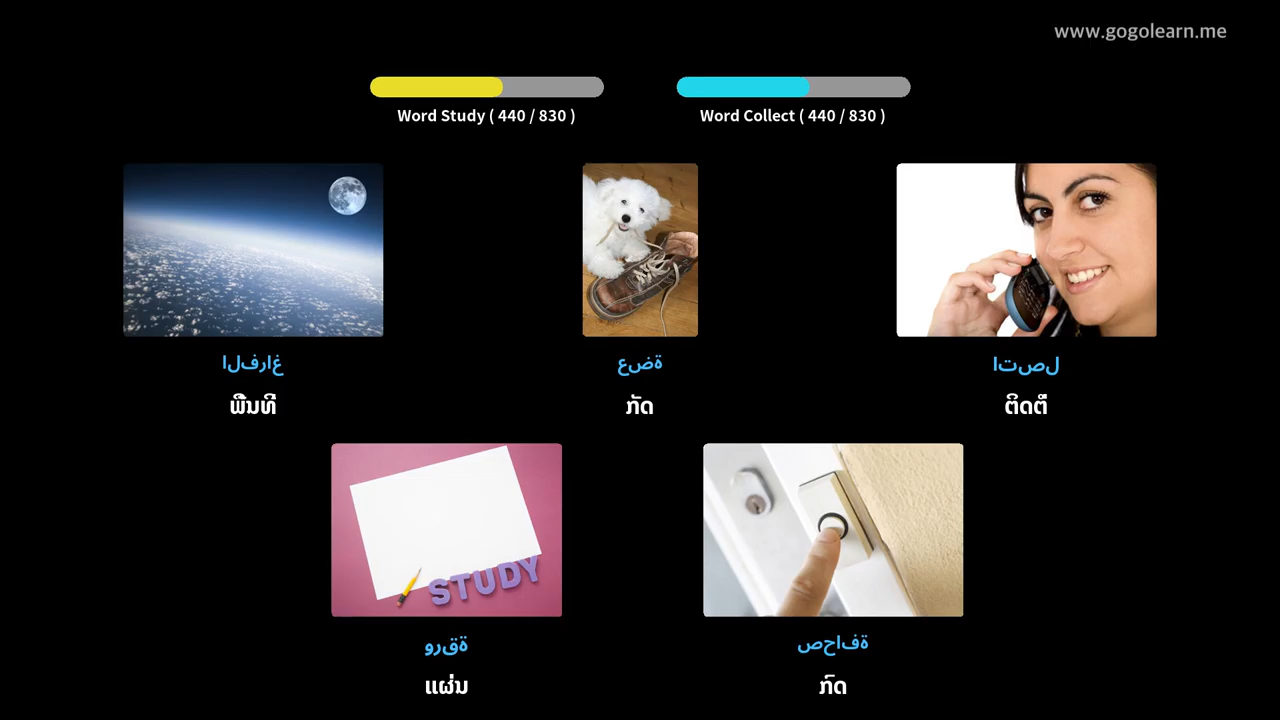 www.gogolearn.me
Word Study ( 440 / 830 )
Word Collect ( 440 / 830 )
الفراغ
ພື້ນທີ່
عضة
ກັດ
اتصل
ຕິດຕໍ່
STUDY
ورقة
ແຜ່ນ
صحافة
ກົດ